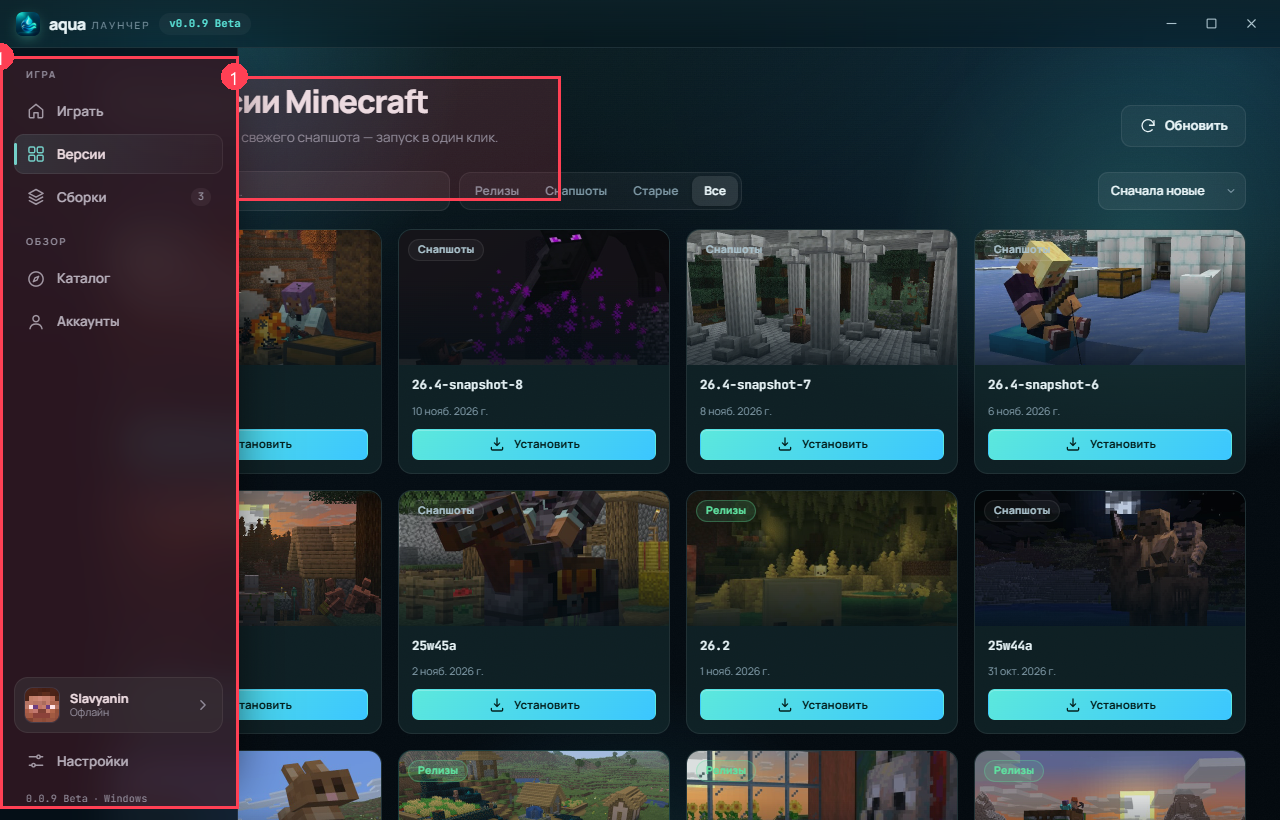 aqua ЛАУНЧЕР v0.0.9 Beta
1
ИГРА
Играть
Версии
Сборки 3
ОБЗОР
Каталог
Аккаунты
Slavyanin
Офлайн
Настройки
0.0.9 Beta · Windows
сии Minecraft
свежего снапшота — запуск в один клик.
Обновить
Релизы Снапшоты Старые Все
Сначала новые
тановить
Снапшоты
26.4-snapshot-8
10 нояб. 2026 г.
Установить
Снапшоты
26.4-snapshot-7
8 нояб. 2026 г.
Установить
Снапшоты
26.4-snapshot-6
6 нояб. 2026 г.
Установить
тановить
Снапшоты
25w45a
2 нояб. 2026 г.
Установить
Релизы
26.2
1 нояб. 2026 г.
Установить
Снапшоты
25w44a
31 окт. 2026 г.
Установить
Релизы
Релизы
Релизы